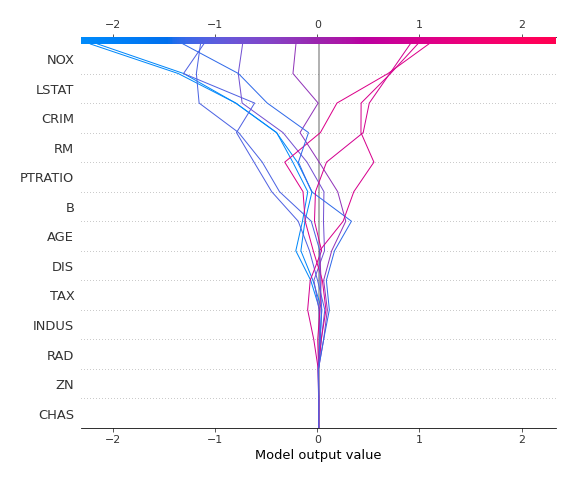 −2 −1 0 1 2
NOX
LSTAT
CRIM
RM
PTRATIO
B
AGE
DIS
TAX
INDUS
RAD
ZN
CHAS
−2 −1 0 1 2
Model output value